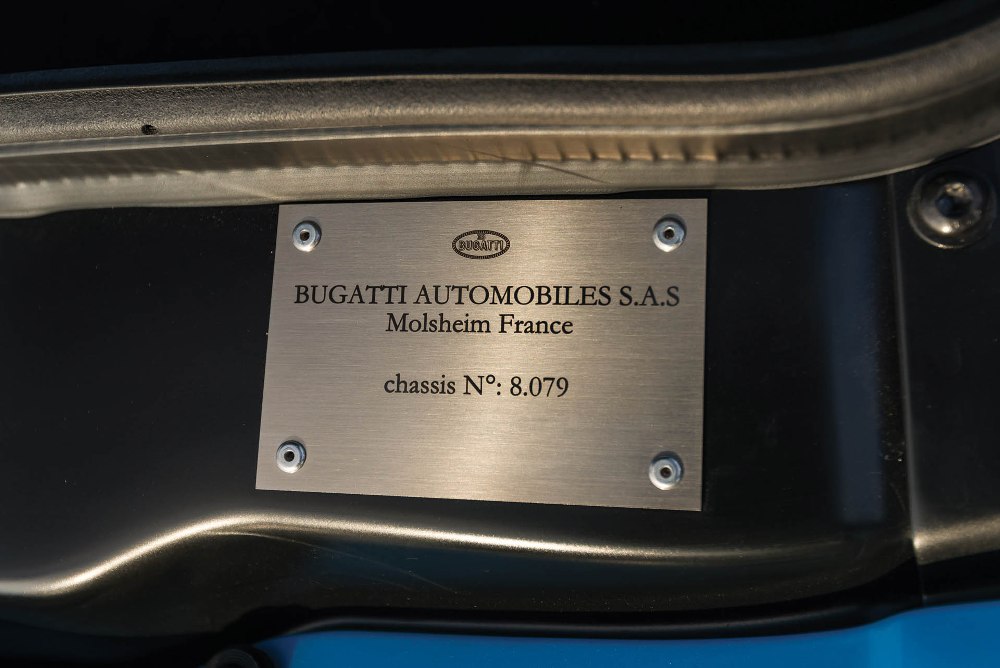 BUGATTI
BUGATTI AUTOMOBILES S.A.S
Molsheim France
chassis N°: 8.079